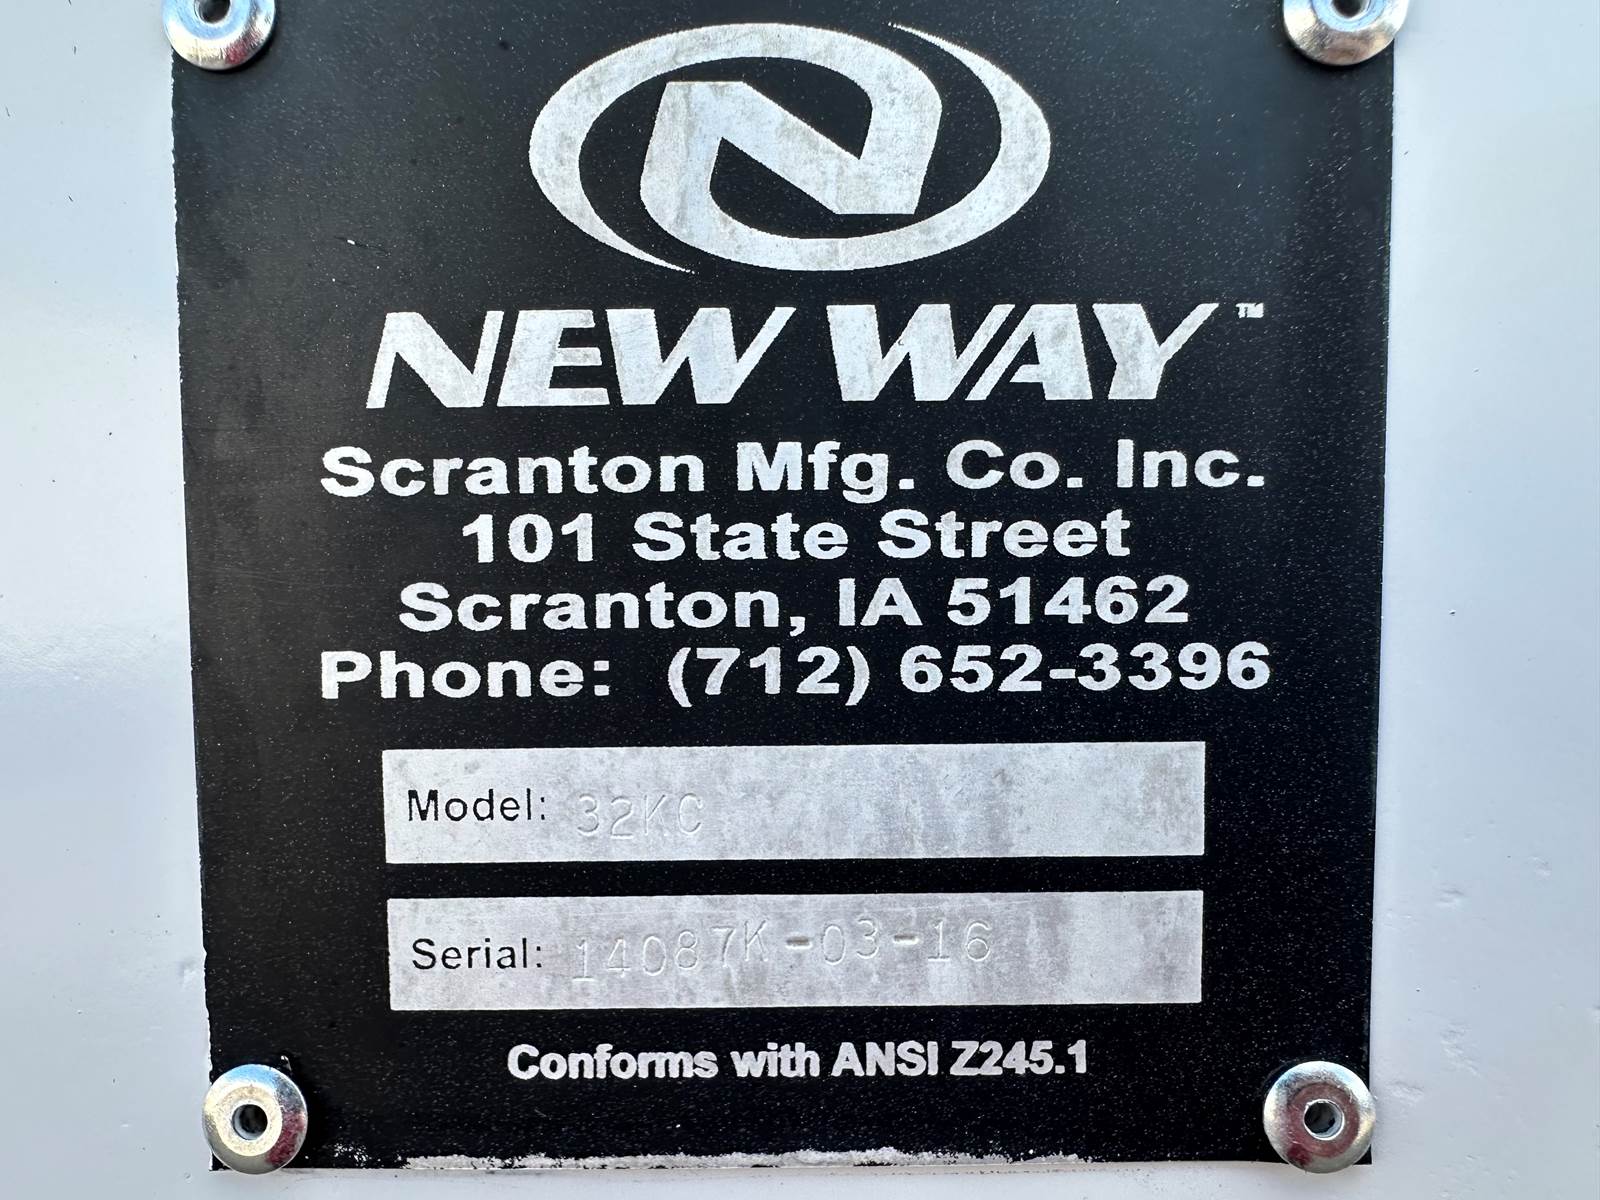 NEW WAY™
Scranton Mfg. Co. Inc.
101 State Street
Scranton, IA 51462
Phone: (712) 652-3396
Model: 32KC
Serial: 14087K-03-16
Conforms with ANSI Z245.1